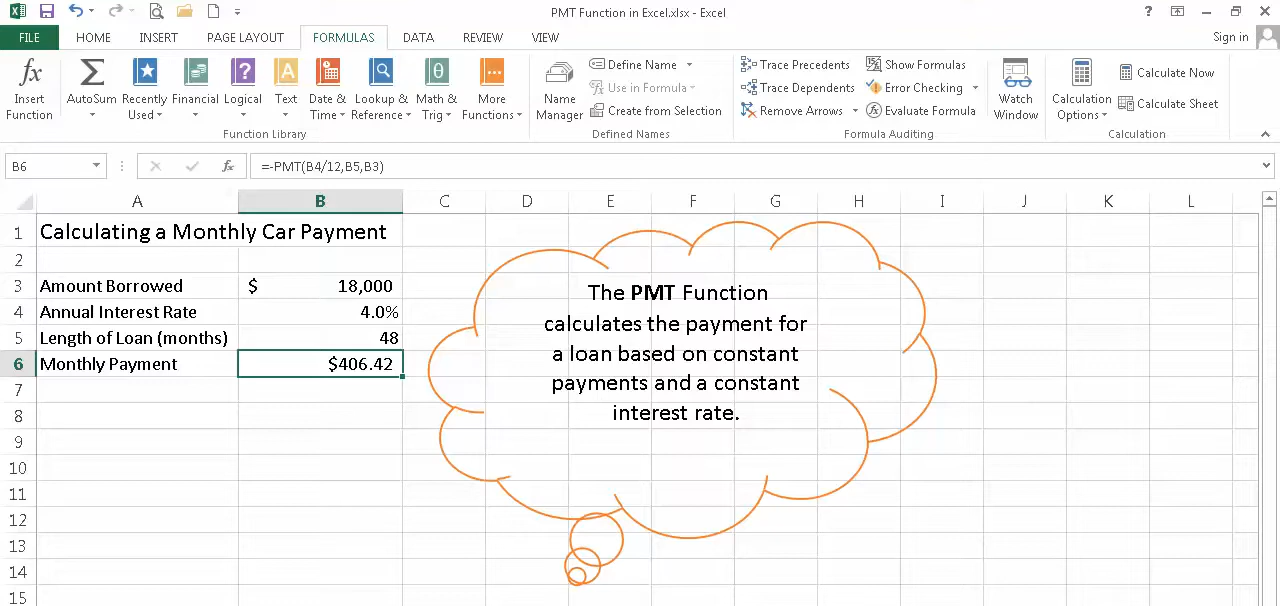 PMT Function in Excel.xlsx - Excel
?
FILE HOME INSERT PAGE LAYOUT FORMULAS DATA REVIEW VIEW Sign in
fx Σ ? A θ
Insert Function
AutoSum
Recently Used
Financial
Logical
Text
Date & Time
Lookup & Reference
Math & Trig
More Functions
Function Library
Name Manager
Define Name
Use in Formula
Create from Selection
Defined Names
Trace Precedents
Trace Dependents
Remove Arrows
Show Formulas
Error Checking
Evaluate Formula
Formula Auditing
Watch Window
Calculation Options
Calculate Now
Calculate Sheet
Calculation
B6 fx =-PMT(B4/12,B5,B3)
A B C D E F G H I J K L
1 Calculating a Monthly Car Payment
2
3 Amount Borrowed $ 18,000
4 Annual Interest Rate 4.0%
5 Length of Loan (months) 48
6 Monthly Payment $406.42
7
8
9
10
11
12
13
14
15
The PMT Function
calculates the payment for
a loan based on constant
payments and a constant
interest rate.